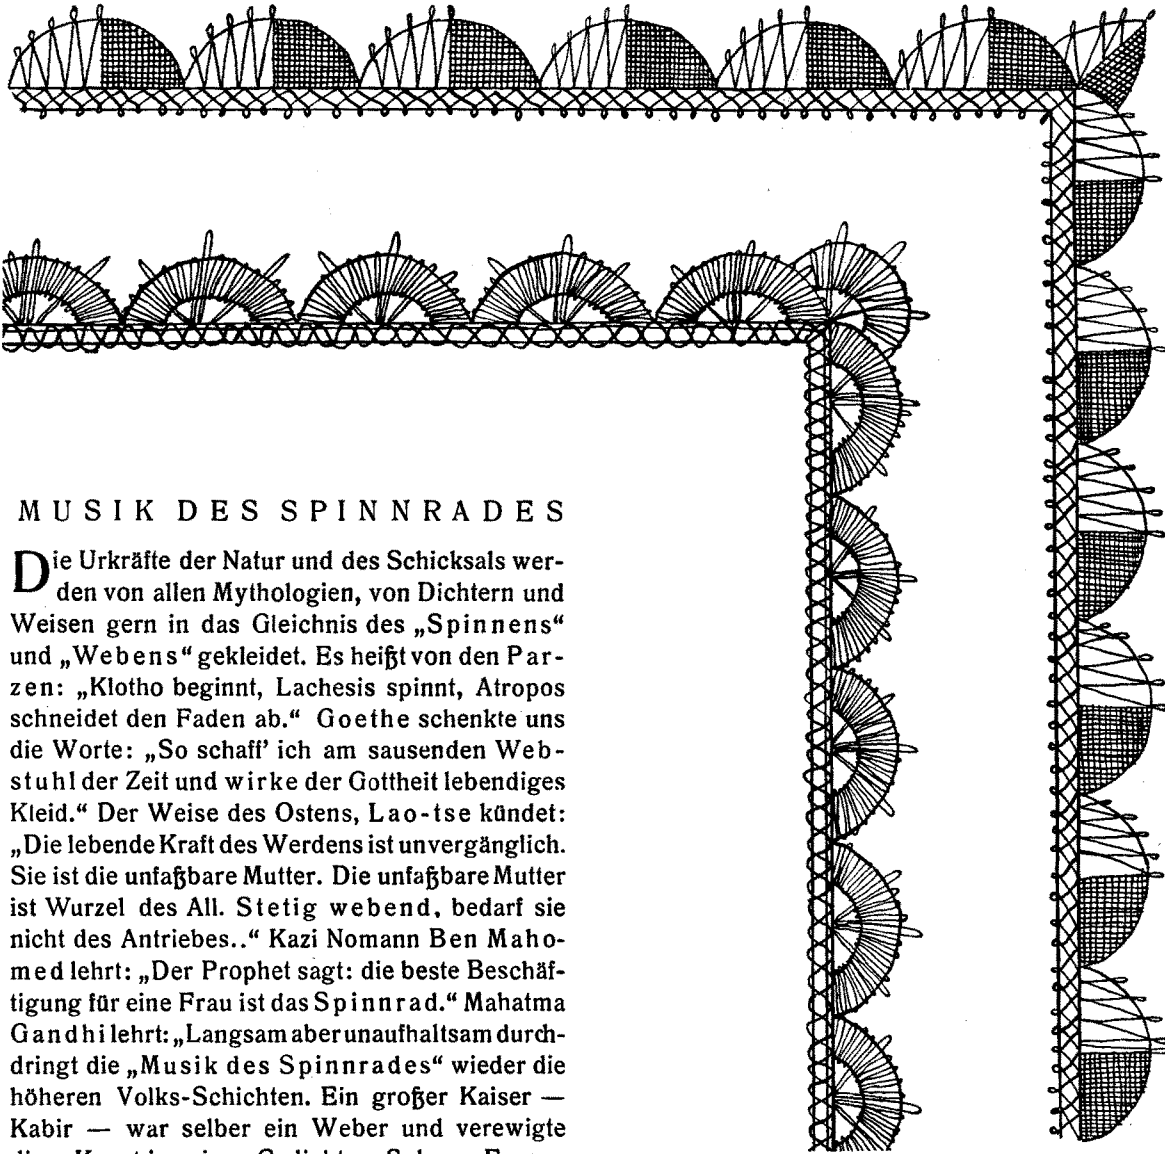 MUSIK DES SPINNRADES
Die Urkräfte der Natur und des Schicksals wer-
den von allen Mythologien, von Dichtern und
Weisen gern in das Gleichnis des „Spinnens“
und „Webens“ gekleidet. Es heißt von den Par-
zen: „Klotho beginnt, Lachesis spinnt, Atropos
schneidet den Faden ab.“ Goethe schenkte uns
die Worte: „So schaff’ ich am sausenden Web-
stuhl der Zeit und wirke der Gottheit lebendiges
Kleid.“ Der Weise des Ostens, Lao-tse kündet:
„Die lebende Kraft des Werdens ist unvergänglich.
Sie ist die unfaßbare Mutter. Die unfaßbare Mutter
ist Wurzel des All. Stetig webend, bedarf sie
nicht des Antriebes..“ Kazi Nomann Ben Maho-
med lehrt: „Der Prophet sagt: die beste Beschäf-
tigung für eine Frau ist das Spinnrad.“ Mahatma
Gandhi lehrt: „Langsam aber unaufhaltsam durch-
dringt die „Musik des Spinnrades“ wieder die
höheren Volks-Schichten. Ein großer Kaiser —
Kabir — war selber ein Weber und verewigte